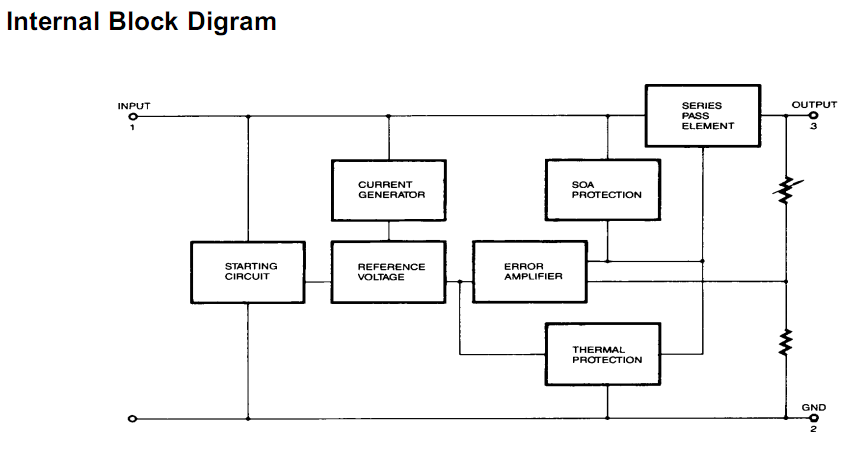 Internal Block Digram
INPUT
1
SERIES
PASS
ELEMENT
OUTPUT
3
CURRENT
GENERATOR
SOA
PROTECTION
STARTING
CIRCUIT
REFERENCE
VOLTAGE
ERROR
AMPLIFIER
THERMAL
PROTECTION
GND
2